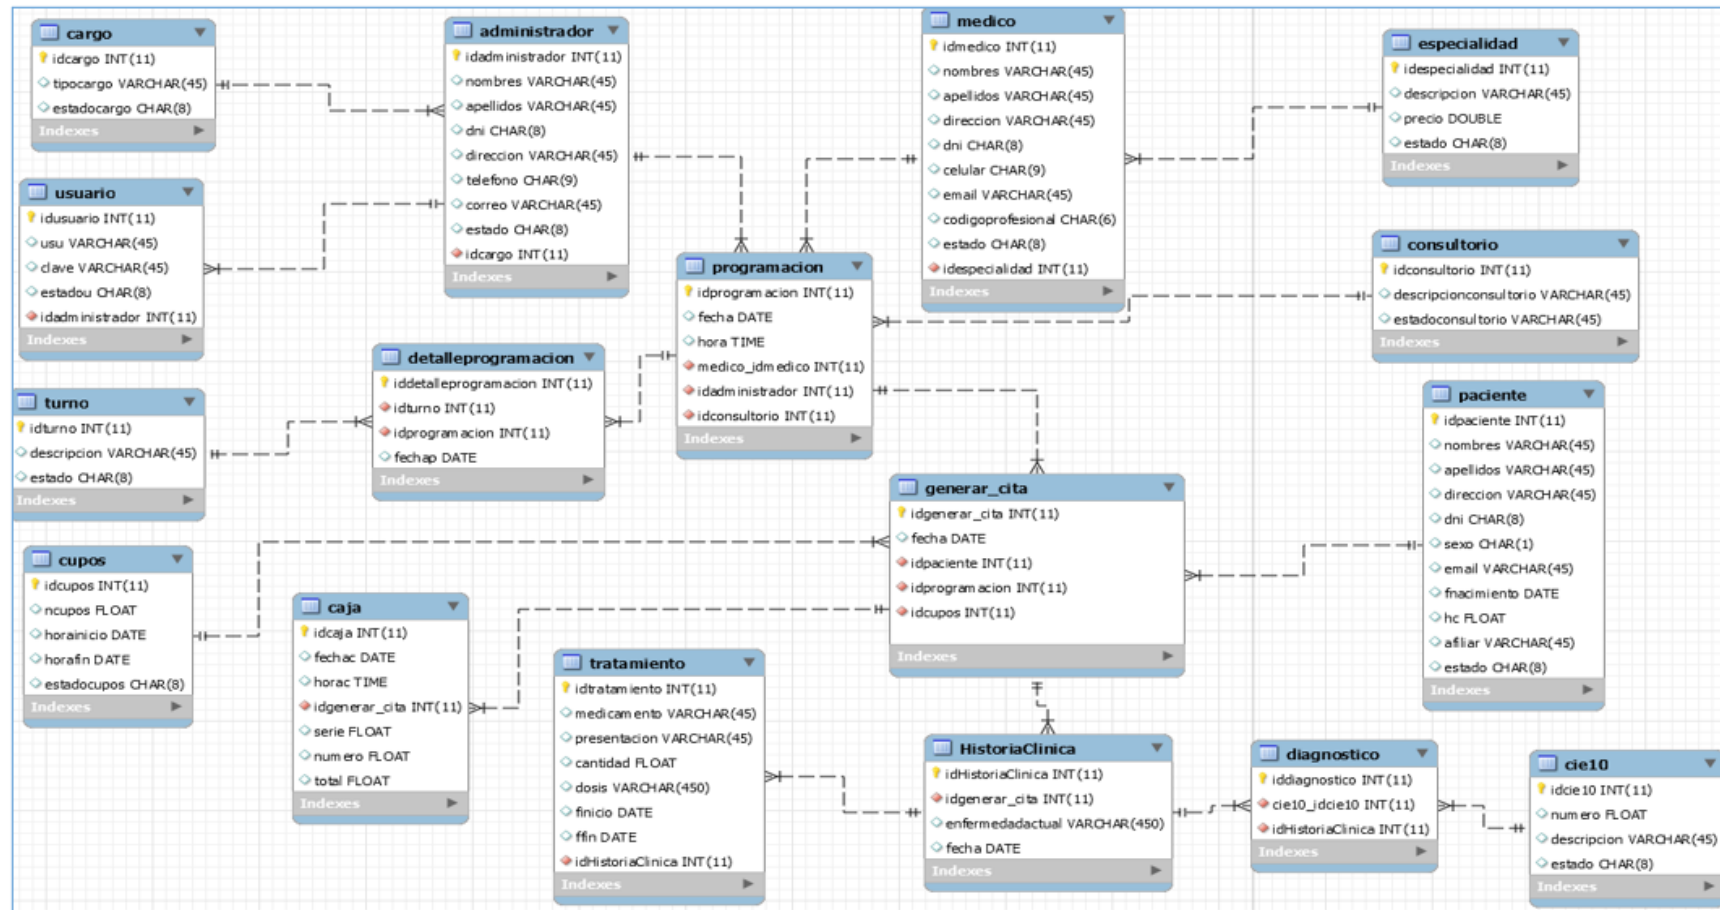 cargo
idcargo INT(11)
tipocargo VARCHAR(45)
estadocargo CHAR(8)
Indexes
administrador
idadministrador INT(11)
nombres VARCHAR(45)
apellidos VARCHAR(45)
dni CHAR(8)
direccion VARCHAR(45)
telefono CHAR(9)
correo VARCHAR(45)
estado CHAR(8)
idcargo INT(11)
Indexes
medico
idmedico INT(11)
nombres VARCHAR(45)
apellidos VARCHAR(45)
direccion VARCHAR(45)
dni CHAR(8)
celular CHAR(9)
email VARCHAR(45)
codigoprofesional CHAR(6)
estado CHAR(8)
idespecialidad INT(11)
Indexes
especialidad
idespecialidad INT(11)
descripcion VARCHAR(45)
precio DOUBLE
estado CHAR(8)
Indexes
usuario
idusuario INT(11)
usu VARCHAR(45)
clave VARCHAR(45)
estadou CHAR(8)
idadministrador INT(11)
Indexes
programacion
idprogramacion INT(11)
fecha DATE
hora TIME
medico_idmedico INT(11)
idadministrador INT(11)
idconsultorio INT(11)
Indexes
consultorio
idconsultorio INT(11)
descripcionconsultorio VARCHAR(45)
estadoconsultorio VARCHAR(45)
Indexes
detalleprogramacion
iddetalleprogramacion INT(11)
idturno INT(11)
idprogramacion INT(11)
fechap DATE
Indexes
turno
idturno INT(11)
descripcion VARCHAR(45)
estado CHAR(8)
Indexes
paciente
idpaciente INT(11)
nombres VARCHAR(45)
apellidos VARCHAR(45)
direccion VARCHAR(45)
dni CHAR(8)
sexo CHAR(1)
email VARCHAR(45)
fnacimiento DATE
hc FLOAT
afiliar VARCHAR(45)
estado CHAR(8)
Indexes
generar_cita
idgenerar_cita INT(11)
fecha DATE
idpaciente INT(11)
idprogramacion INT(11)
idcupos INT(11)
Indexes
cupos
idcupos INT(11)
ncupos FLOAT
horainicio DATE
horafin DATE
estadocupos CHAR(8)
Indexes
caja
idcaja INT(11)
fechac DATE
horac TIME
idgenerar_cita INT(11)
serie FLOAT
numero FLOAT
total FLOAT
Indexes
tratamiento
idtratamiento INT(11)
medicamento VARCHAR(45)
presentacion VARCHAR(45)
cantidad FLOAT
dosis VARCHAR(450)
finicio DATE
ffin DATE
idHistoriaClinica INT(11)
Indexes
HistoriaClinica
idHistoriaClinica INT(11)
idgenerar_cita INT(11)
enfermedadactual VARCHAR(450)
fecha DATE
Indexes
diagnostico
iddiagnostico INT(11)
cie10_idcie10 INT(11)
idHistoriaClinica INT(11)
Indexes
cie10
idcie10 INT(11)
numero FLOAT
descripcion VARCHAR(45)
estado CHAR(8)
Indexes